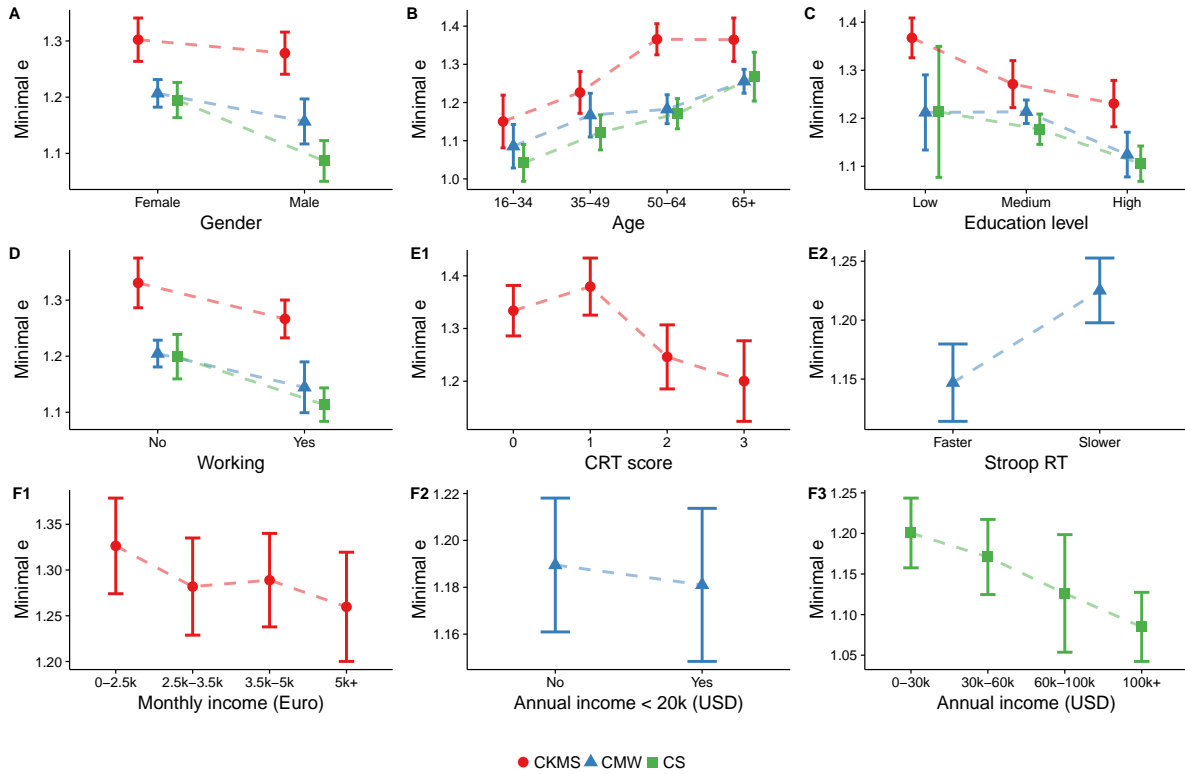 A
Minimal e
1.3
1.2
1.1
Female
Male
Gender
B
Minimal e
1.4
1.3
1.2
1.1
1.0
16–34
35–49
50–64
65+
Age
C
Minimal e
1.4
1.3
1.2
1.1
Low
Medium
High
Education level
D
Minimal e
1.3
1.2
1.1
No
Yes
Working
E1
Minimal e
1.4
1.3
1.2
0
1
2
3
CRT score
E2
Minimal e
1.25
1.20
1.15
Faster
Slower
Stroop RT
F1
Minimal e
1.35
1.30
1.25
1.20
0–2.5k
2.5k–3.5k
3.5k–5k
5k+
Monthly income (Euro)
F2
Minimal e
1.22
1.20
1.18
1.16
No
Yes
Annual income < 20k (USD)
F3
Minimal e
1.25
1.20
1.15
1.10
1.05
0–30k
30k–60k
60k–100k
100k+
Annual income (USD)
CKMS CMW CS